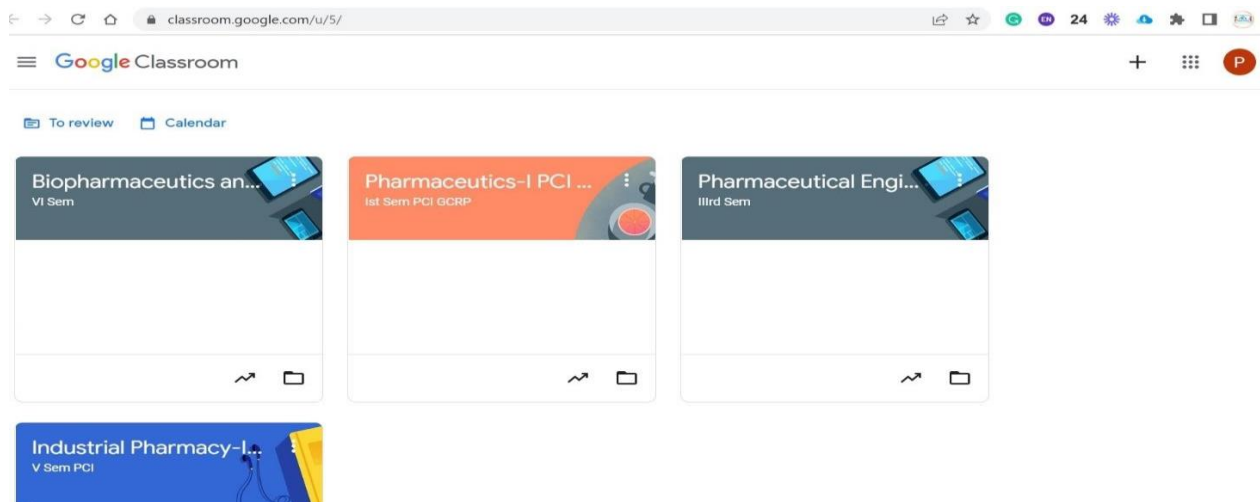 classroom.google.com/u/5/
EN 24
Google Classroom
P
To review Calendar
Biopharmaceutics an...
VI Sem
Pharmaceutics-I PCI ...
Ist Sem PCI GCRP
Pharmaceutical Engi...
IIIrd Sem
Industrial Pharmacy-I...
V Sem PCI